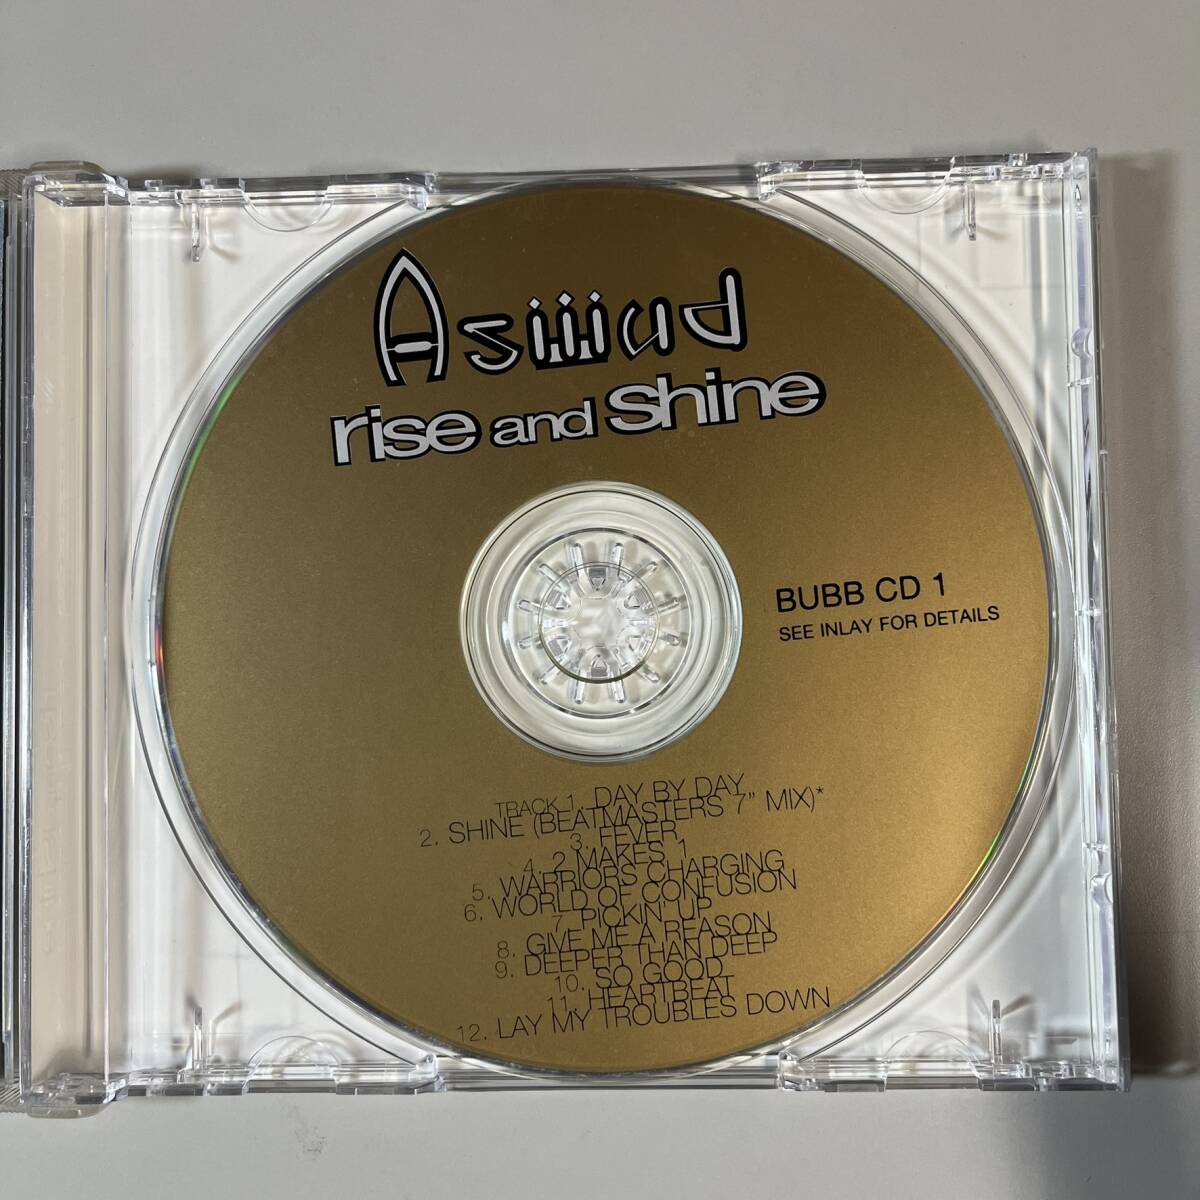 Aswad
rise and shine
BUBB CD 1
SEE INLAY FOR DETAILS
TRACK 1. DAY BY DAY
2. SHINE (BEATMASTERS 7" MIX)*
3. FEVER,
4. 2 MAKES 1
5. WARRIORS CHARGING
6. WORLD OF CONFUSION
7. PICKIN' UP
8. GIVE ME A REASON
9. DEEPER THAN DEEP
10. SO GOOD
11. HEARTBEAT
12. LAY MY TROUBLES DOWN